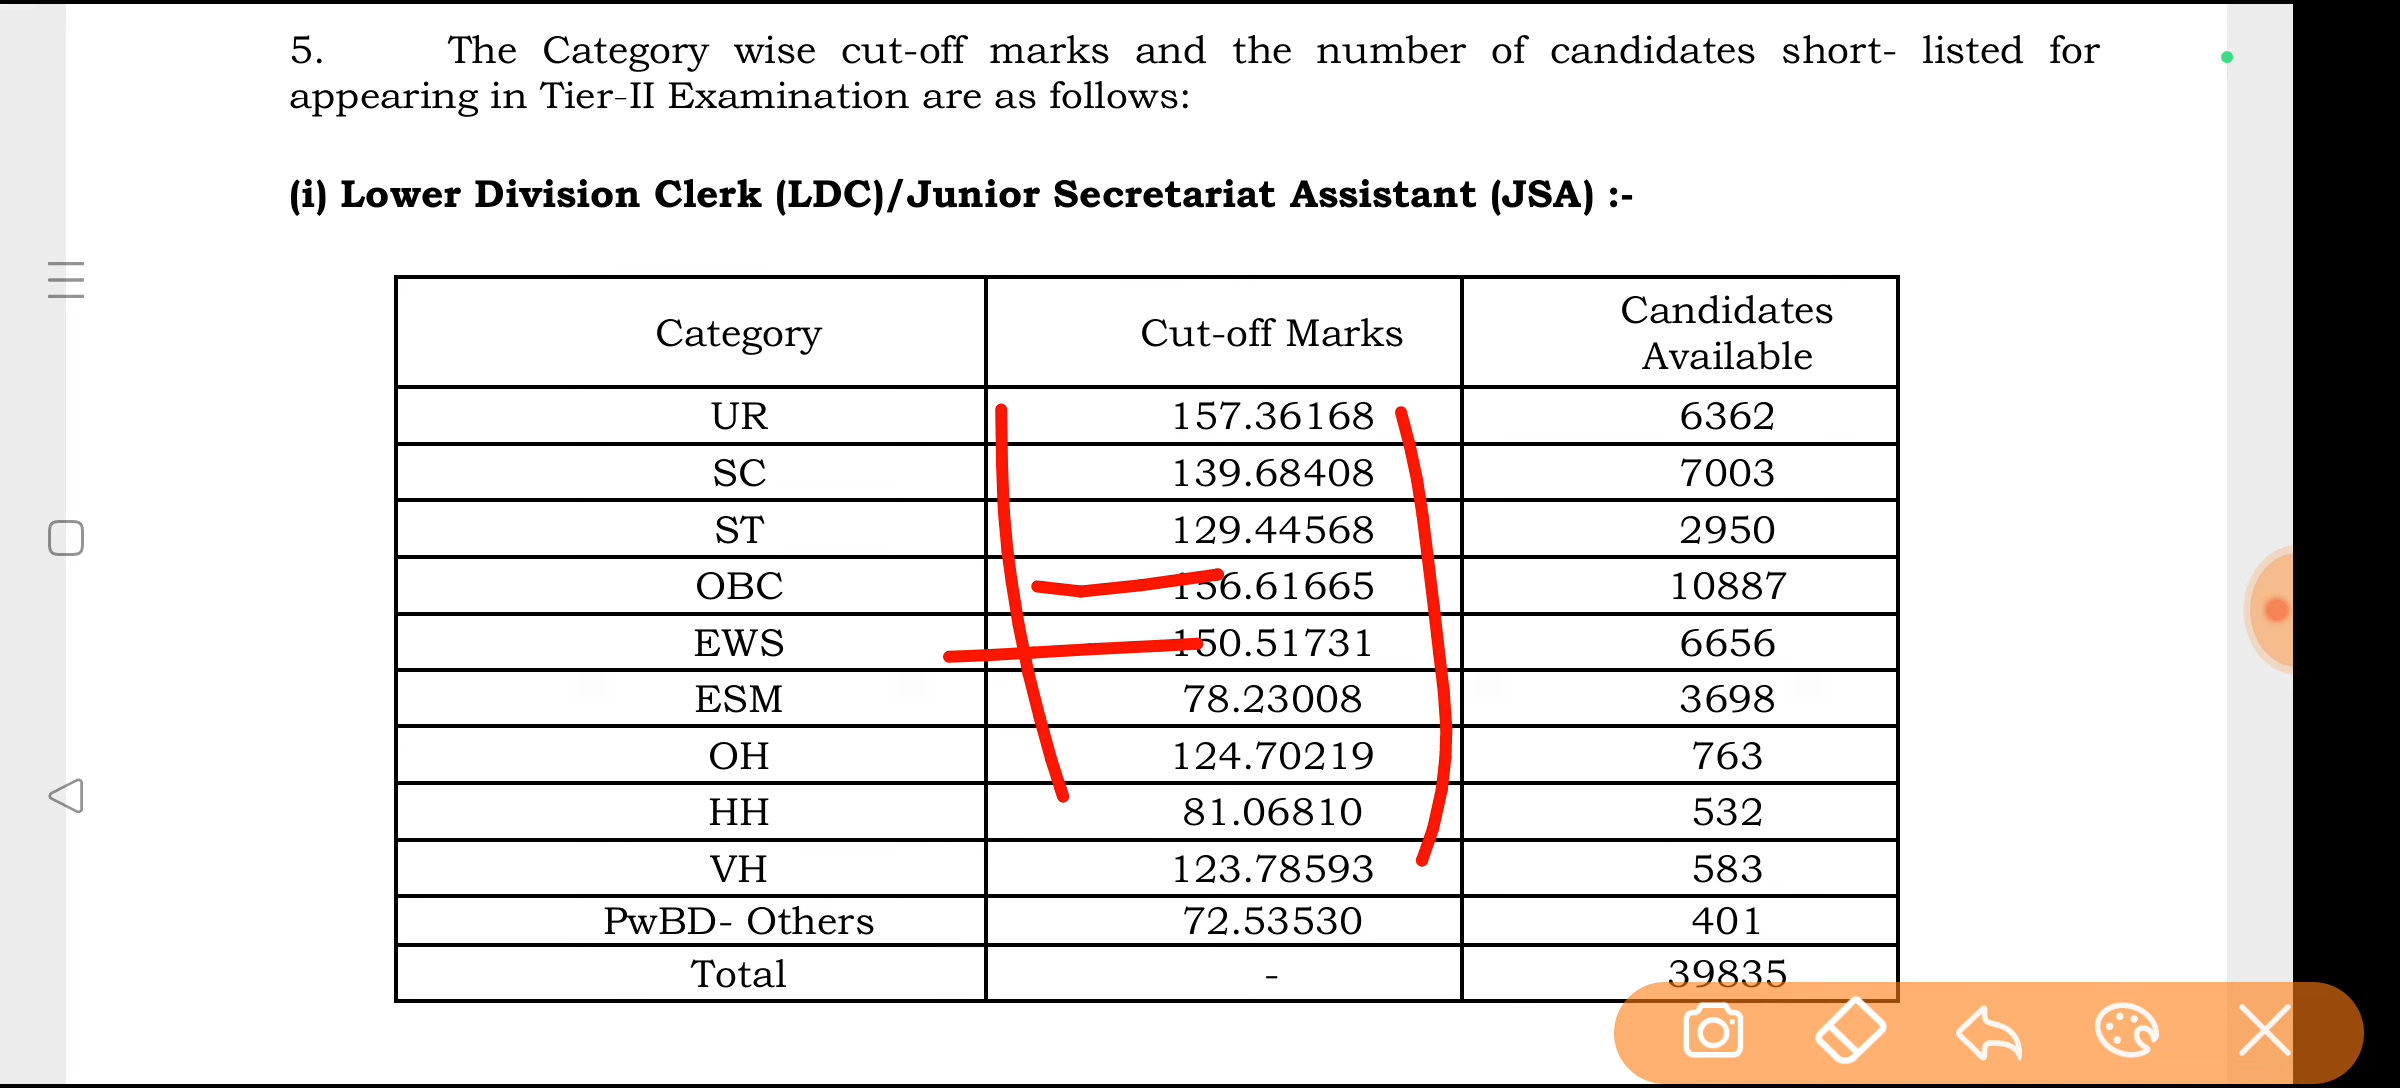 5. The Category wise cut-off marks and the number of candidates short- listed for
appearing in Tier-II Examination are as follows:
(i) Lower Division Clerk (LDC)/Junior Secretariat Assistant (JSA) :-
Category Cut-off Marks Candidates Available
UR 157.36168 6362
SC 139.68408 7003
ST 129.44568 2950
OBC 156.61665 10887
EWS 150.51731 6656
ESM 78.23008 3698
OH 124.70219 763
HH 81.06810 532
VH 123.78593 583
PwBD- Others 72.53530 401
Total - 39835